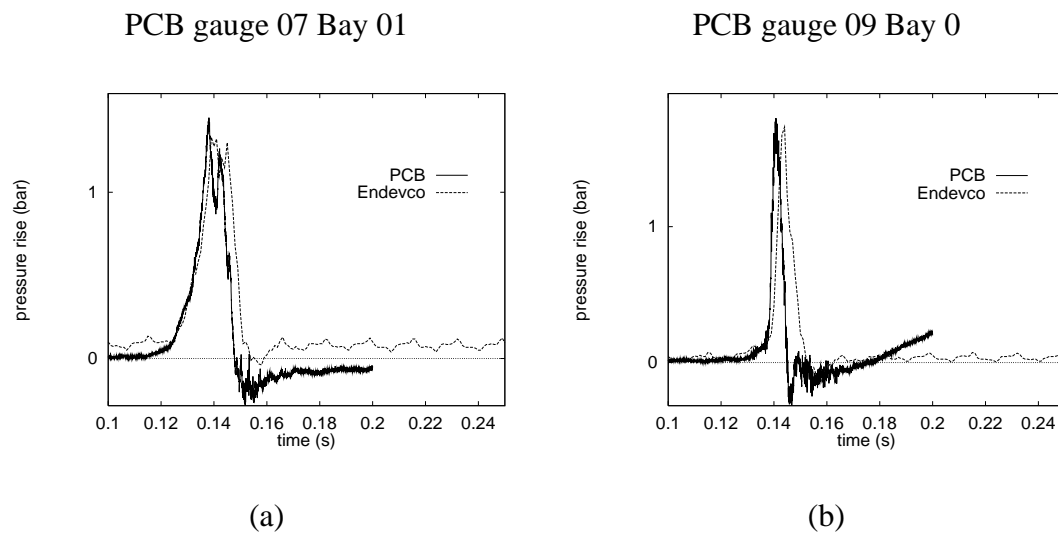 PCB gauge 07 Bay 01
pressure rise (bar)
1
0
PCB
Endevco
0.1 0.12 0.14 0.16 0.18 0.2 0.22 0.24
time (s)
(a)
PCB gauge 09 Bay 0
pressure rise (bar)
1
0
PCB
Endevco
0.1 0.12 0.14 0.16 0.18 0.2 0.22 0.24
time (s)
(b)